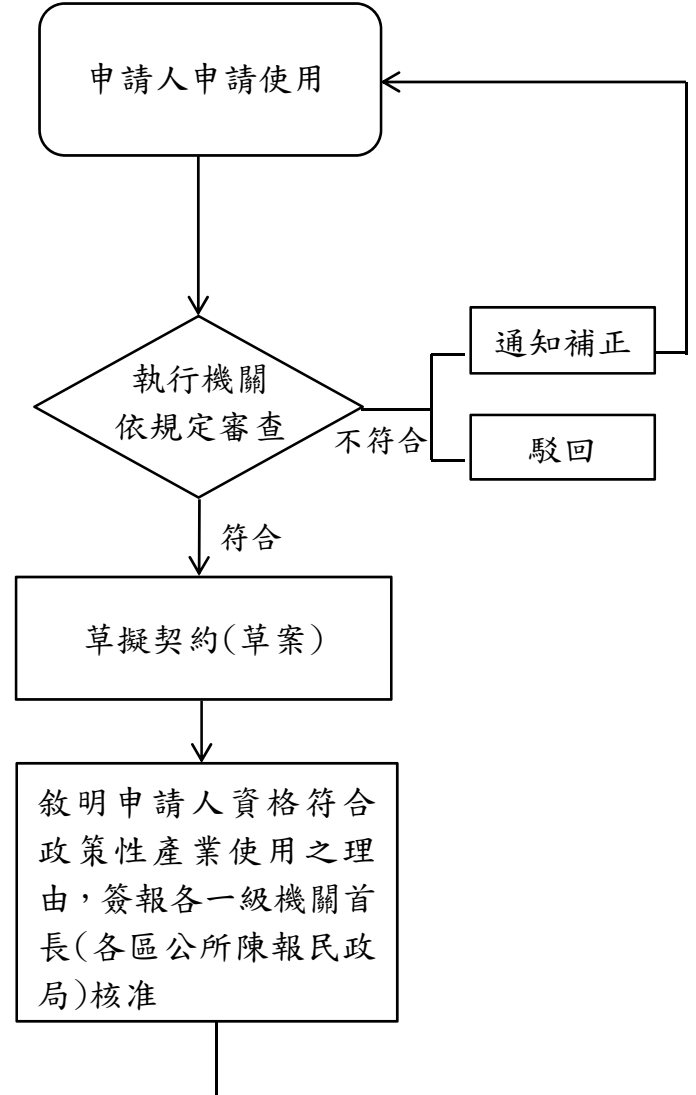 申請人申請使用
執行機關
依規定審查
不符合
通知補正
駁回
符合
草擬契約(草案)
敘明申請人資格符合
政策性產業使用之理
由，簽報各一級機關首
長(各區公所陳報民政
局)核准